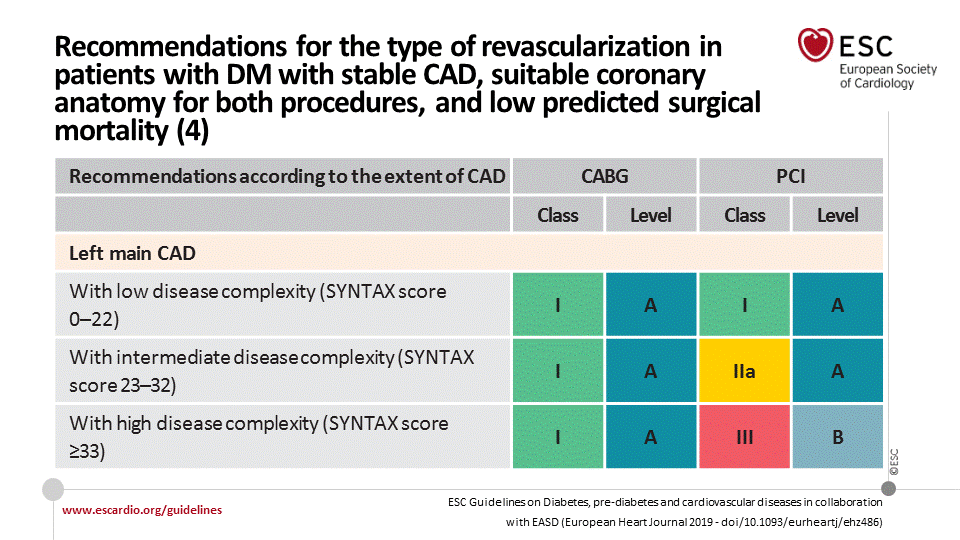 Recommendations for the type of revascularization in
patients with DM with stable CAD, suitable coronary
anatomy for both procedures, and low predicted surgical
mortality (4)
ESC
European Society
of Cardiology
Recommendations according to the extent of CAD CABG PCI
Class Level Class Level
Left main CAD
With low disease complexity (SYNTAX score
0–22) I A I A
With intermediate disease complexity (SYNTAX
score 23–32) I A IIa A
With high disease complexity (SYNTAX score
≥33) I A III B
©ESC
www.escardio.org/guidelines
ESC Guidelines on Diabetes, pre-diabetes and cardiovascular diseases in collaboration
with EASD (European Heart Journal 2019 - doi/10.1093/eurheartj/ehz486)